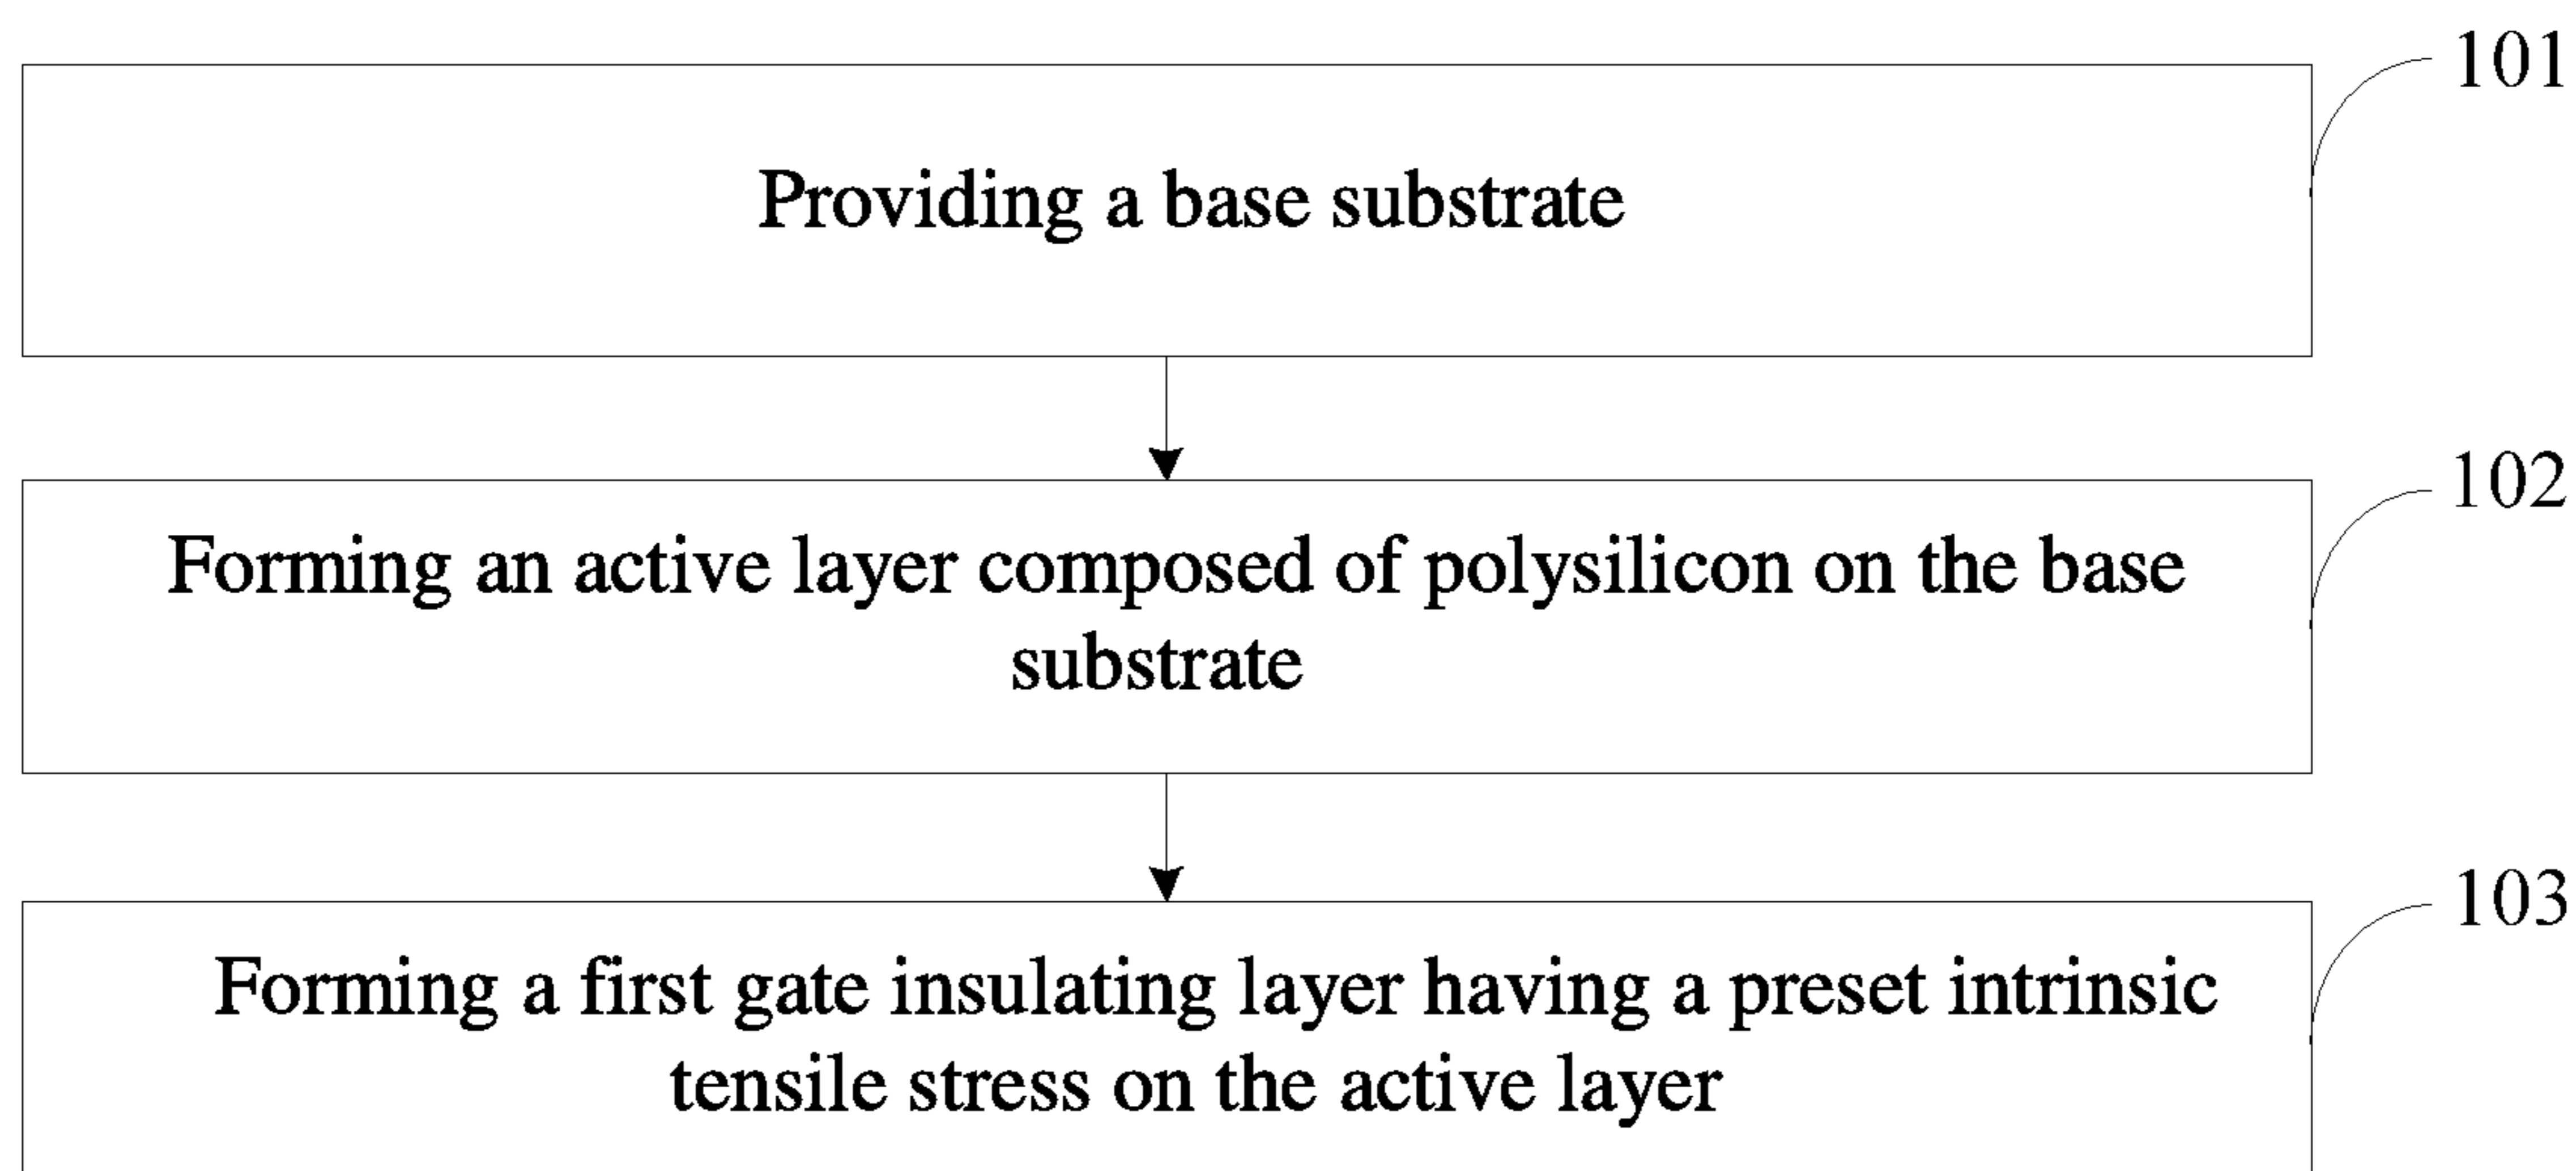 101
Providing a base substrate
102
Forming an active layer composed of polysilicon on the base
substrate
103
Forming a first gate insulating layer having a preset intrinsic
tensile stress on the active layer